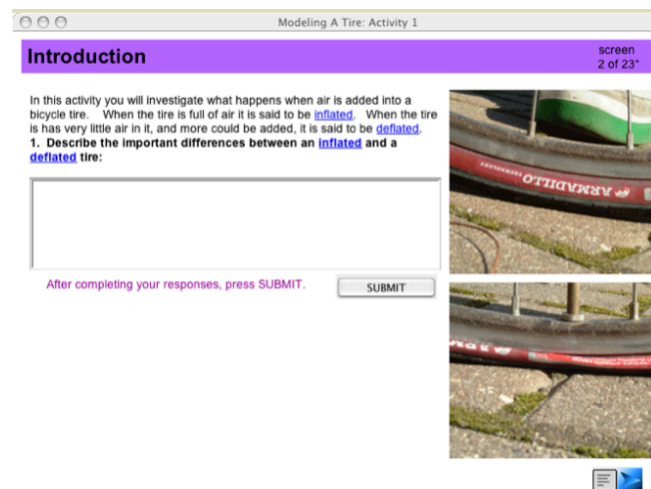 Modeling A Tire: Activity 1
Introduction
screen
2 of 23*
In this activity you will investigate what happens when air is added into a
bicycle tire. When the tire is full of air it is said to be inflated. When the tire
is has very little air in it, and more could be added, it is said to be deflated.
1. Describe the important differences between an inflated and a
deflated tire:
After completing your responses, press SUBMIT.
SUBMIT
ARMADILLO